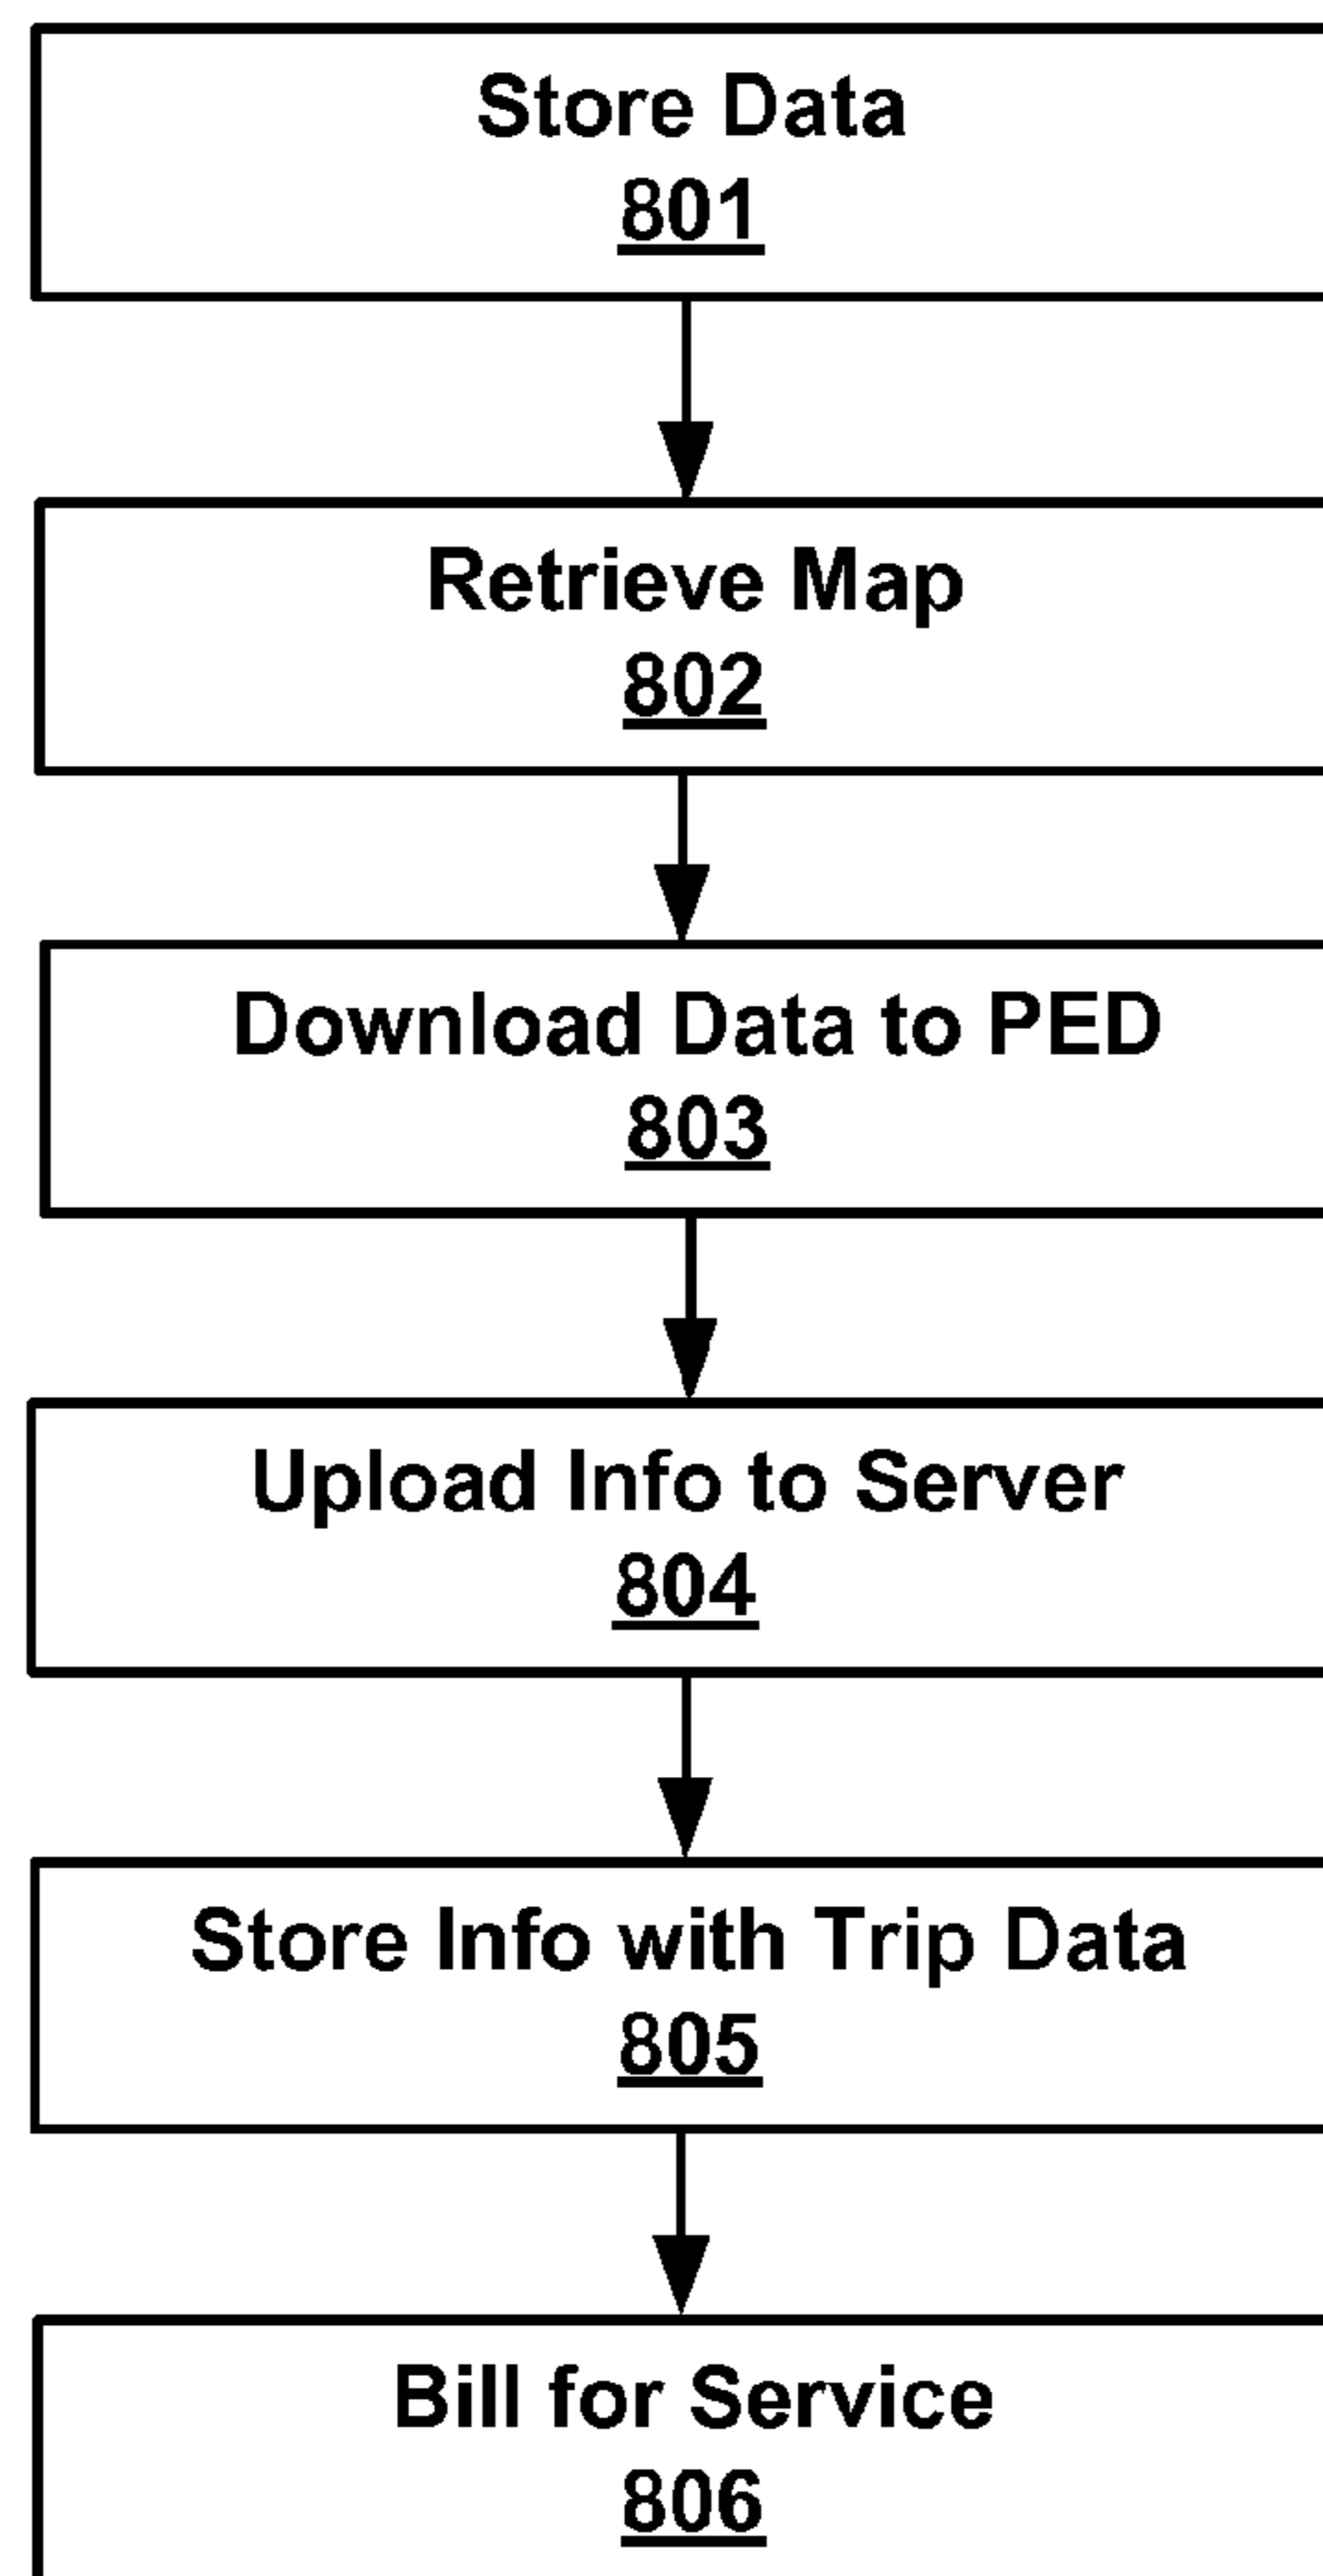 Store Data
801
Retrieve Map
802
Download Data to PED
803
Upload Info to Server
804
Store Info with Trip Data
805
Bill for Service
806